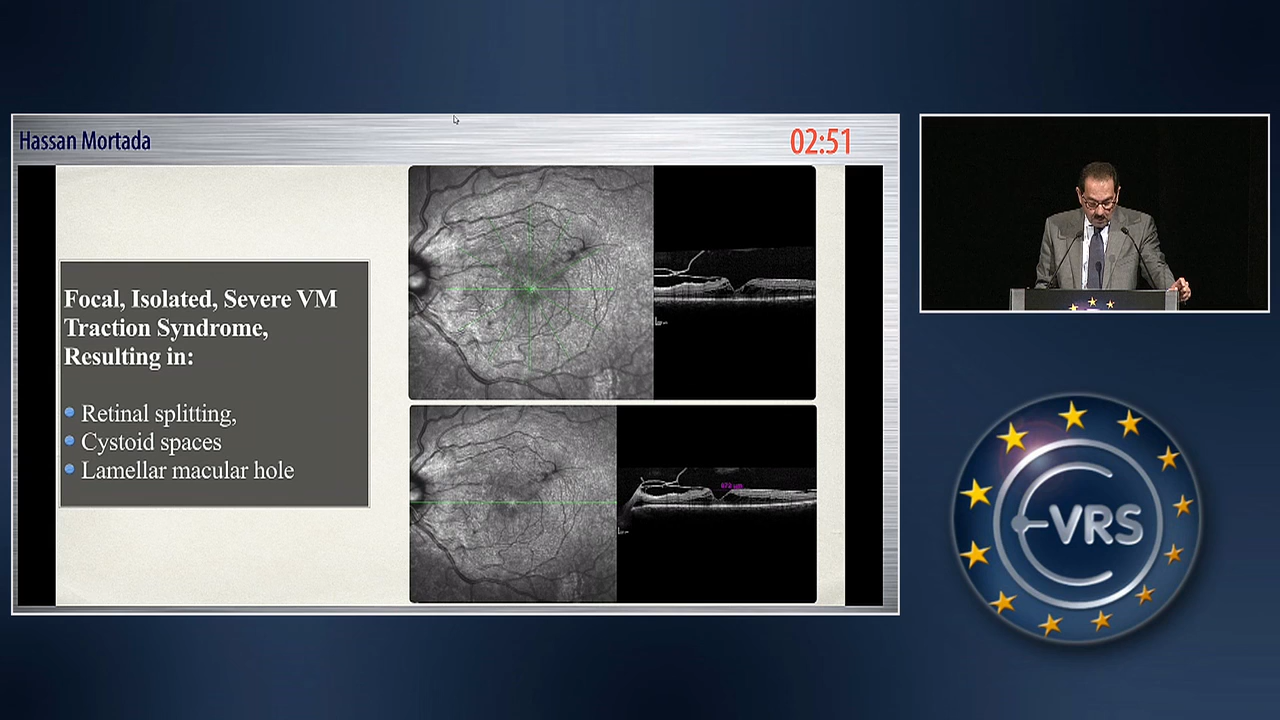 Hassan Mortada
02:51
Focal, Isolated, Severe VM
Traction Syndrome,
Resulting in:
Retinal splitting,
Cystoid spaces
Lamellar macular hole
EVRS